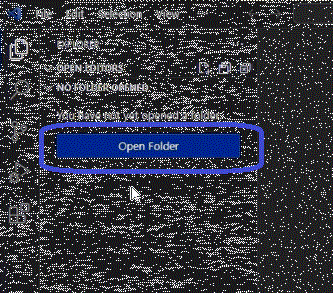 File Edit Selection View
EXPLORER
OPEN EDITORS
NO FOLDER OPENED
You have not yet opened a folder.
Open Folder